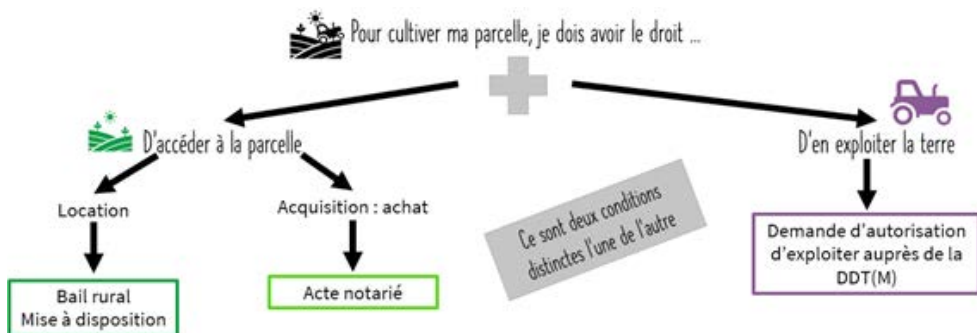 Pour cultiver ma parcelle, je dois avoir le droit ...
D'accéder à la parcelle
D'en exploiter la terre
Location
Acquisition : achat
Ce sont deux conditions
distinctes l'une de l'autre
Bail rural
Mise à disposition
Acte notarié
Demande d'autorisation
d'exploiter auprès de la
DDT(M)